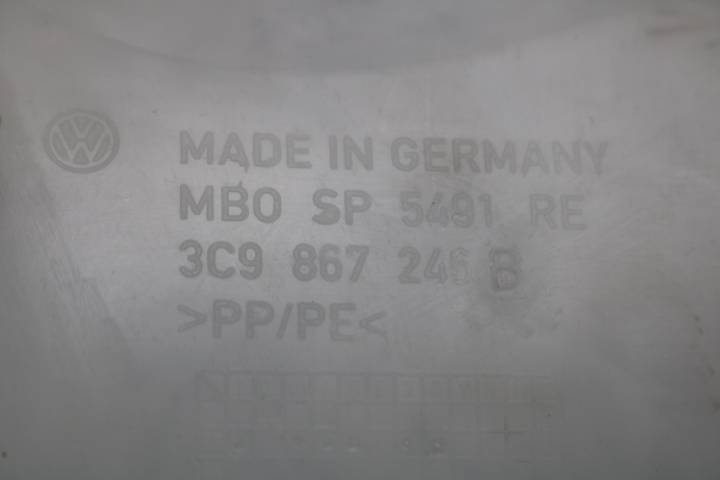 MADE IN GERMANY
MBO SP 5491 RE
3C9 867 246 B
>PP/PE<